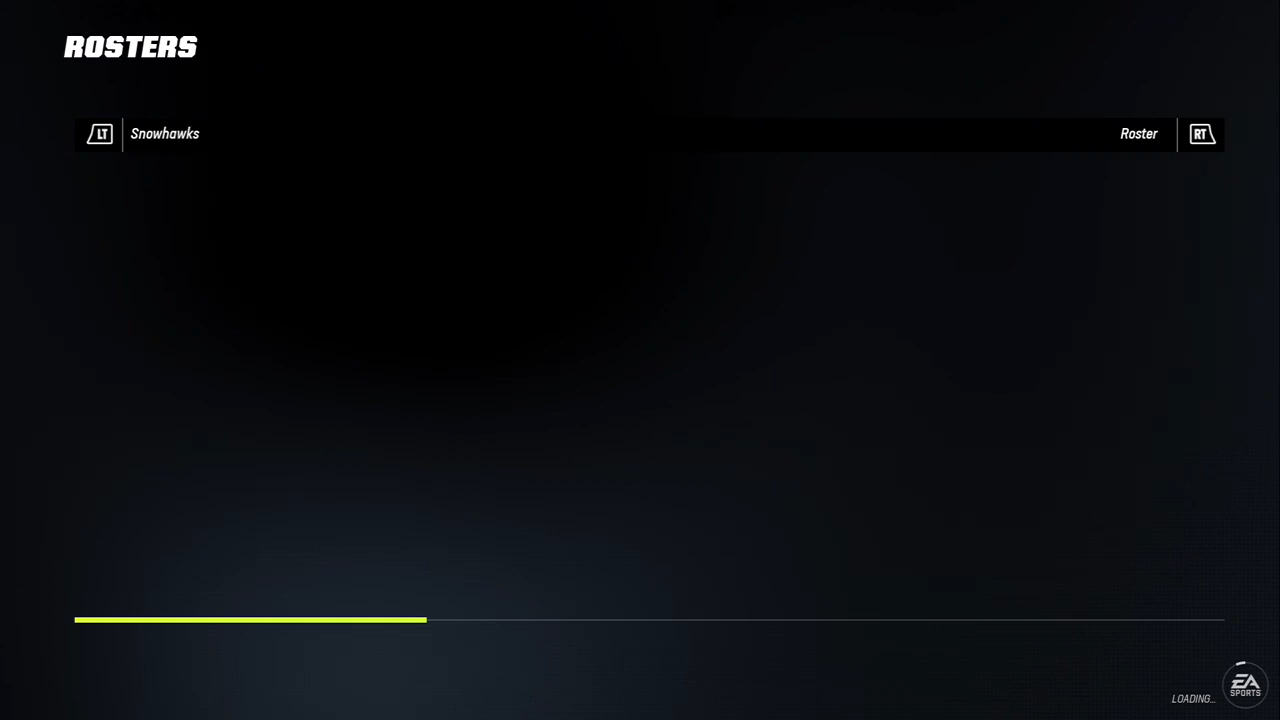 ROSTERS
LT Snowhawks
Roster RT
LOADING...
EA
SPORTS